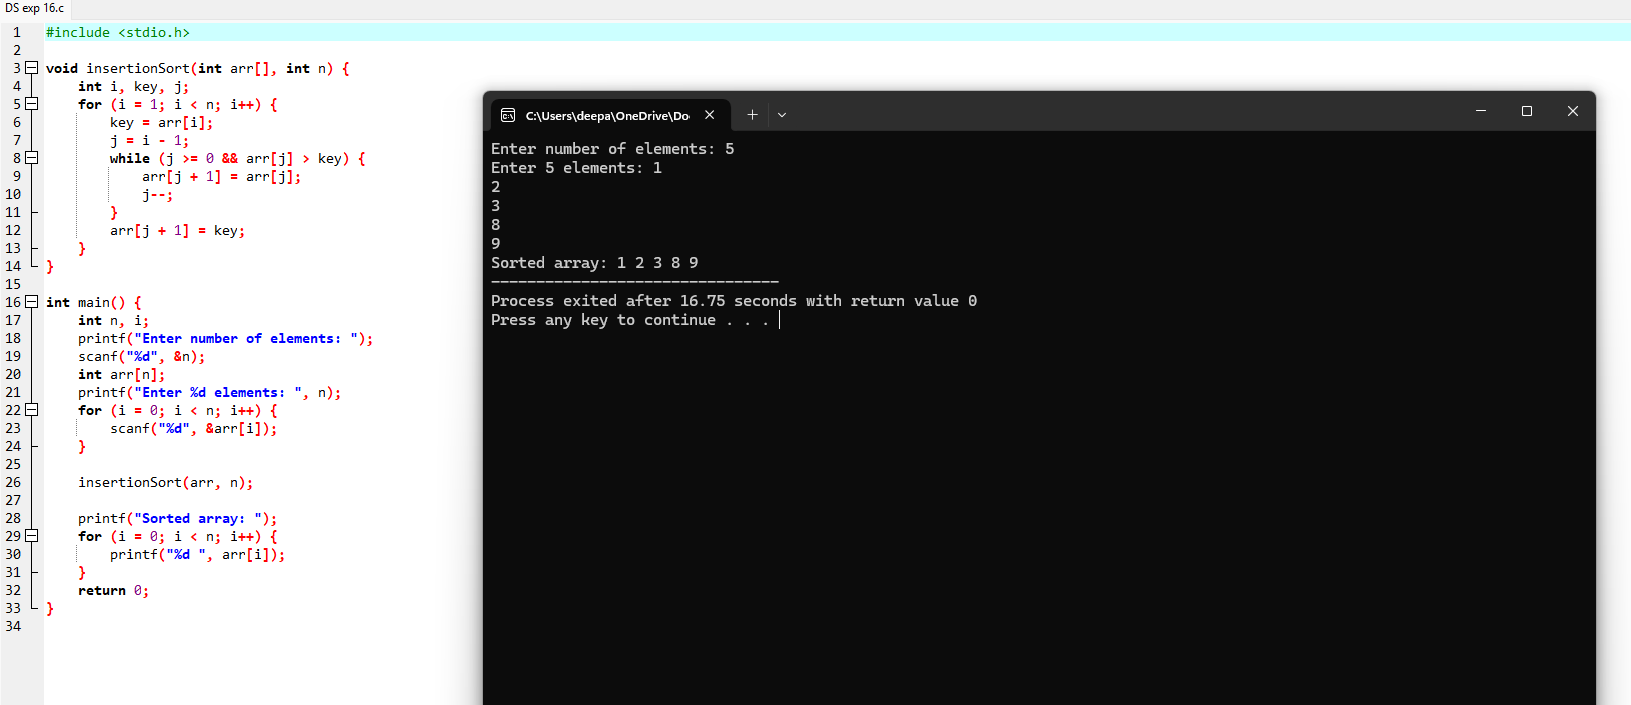 DS exp 16.c
1 #include <stdio.h>
2
3 void insertionSort(int arr[], int n) {
4     int i, key, j;
5     for (i = 1; i < n; i++) {
6         key = arr[i];
7         j = i - 1;
8         while (j >= 0 && arr[j] > key) {
9             arr[j + 1] = arr[j];
10             j--;
11         }
12         arr[j + 1] = key;
13     }
14 }
15
16 int main() {
17     int n, i;
18     printf("Enter number of elements: ");
19     scanf("%d", &n);
20     int arr[n];
21     printf("Enter %d elements: ", n);
22     for (i = 0; i < n; i++) {
23         scanf("%d", &arr[i]);
24     }
25
26     insertionSort(arr, n);
27
28     printf("Sorted array: ");
29     for (i = 0; i < n; i++) {
30         printf("%d ", arr[i]);
31     }
32     return 0;
33 }
34
C:\Users\deepa\OneDrive\Do
Enter number of elements: 5
Enter 5 elements: 1
2
3
8
9
Sorted array: 1 2 3 8 9
--------------------------------
Process exited after 16.75 seconds with return value 0
Press any key to continue . . .